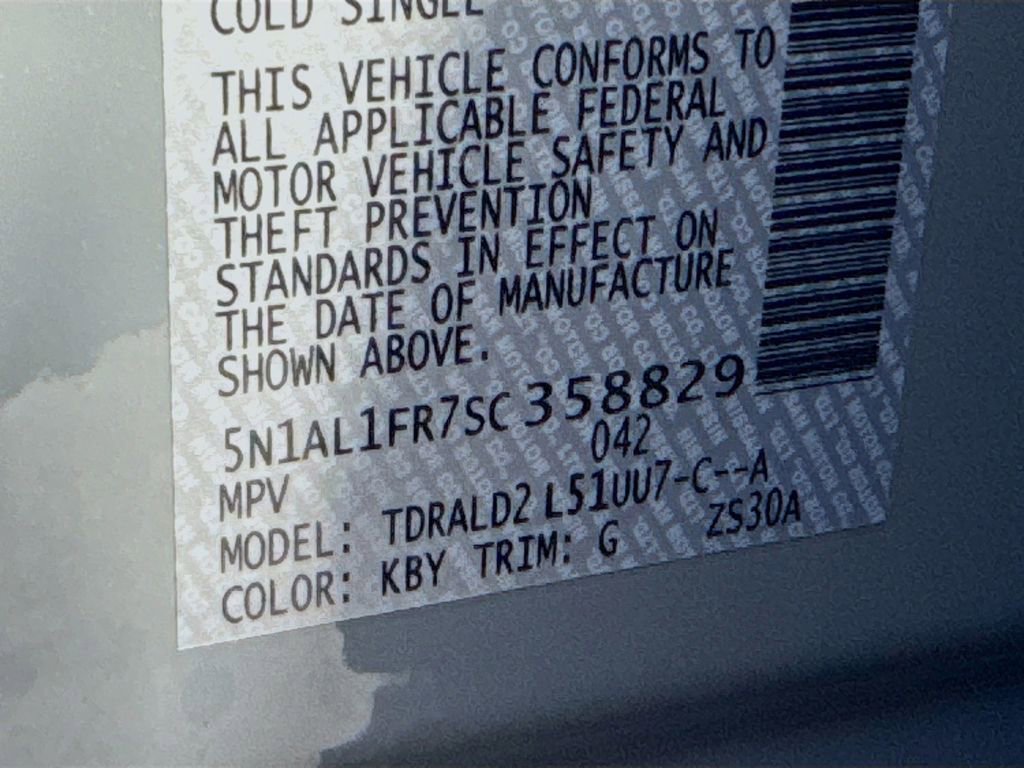 COLD SINGLE
THIS VEHICLE CONFORMS TO
ALL APPLICABLE FEDERAL
MOTOR VEHICLE SAFETY AND
THEFT PREVENTION
STANDARDS IN EFFECT ON
THE DATE OF MANUFACTURE
SHOWN ABOVE.
5N1AL1FR7SC358829
042
MPV
MODEL: TDRALD2 L51UU7-C--A
COLOR: KBY TRIM: G ZS30A